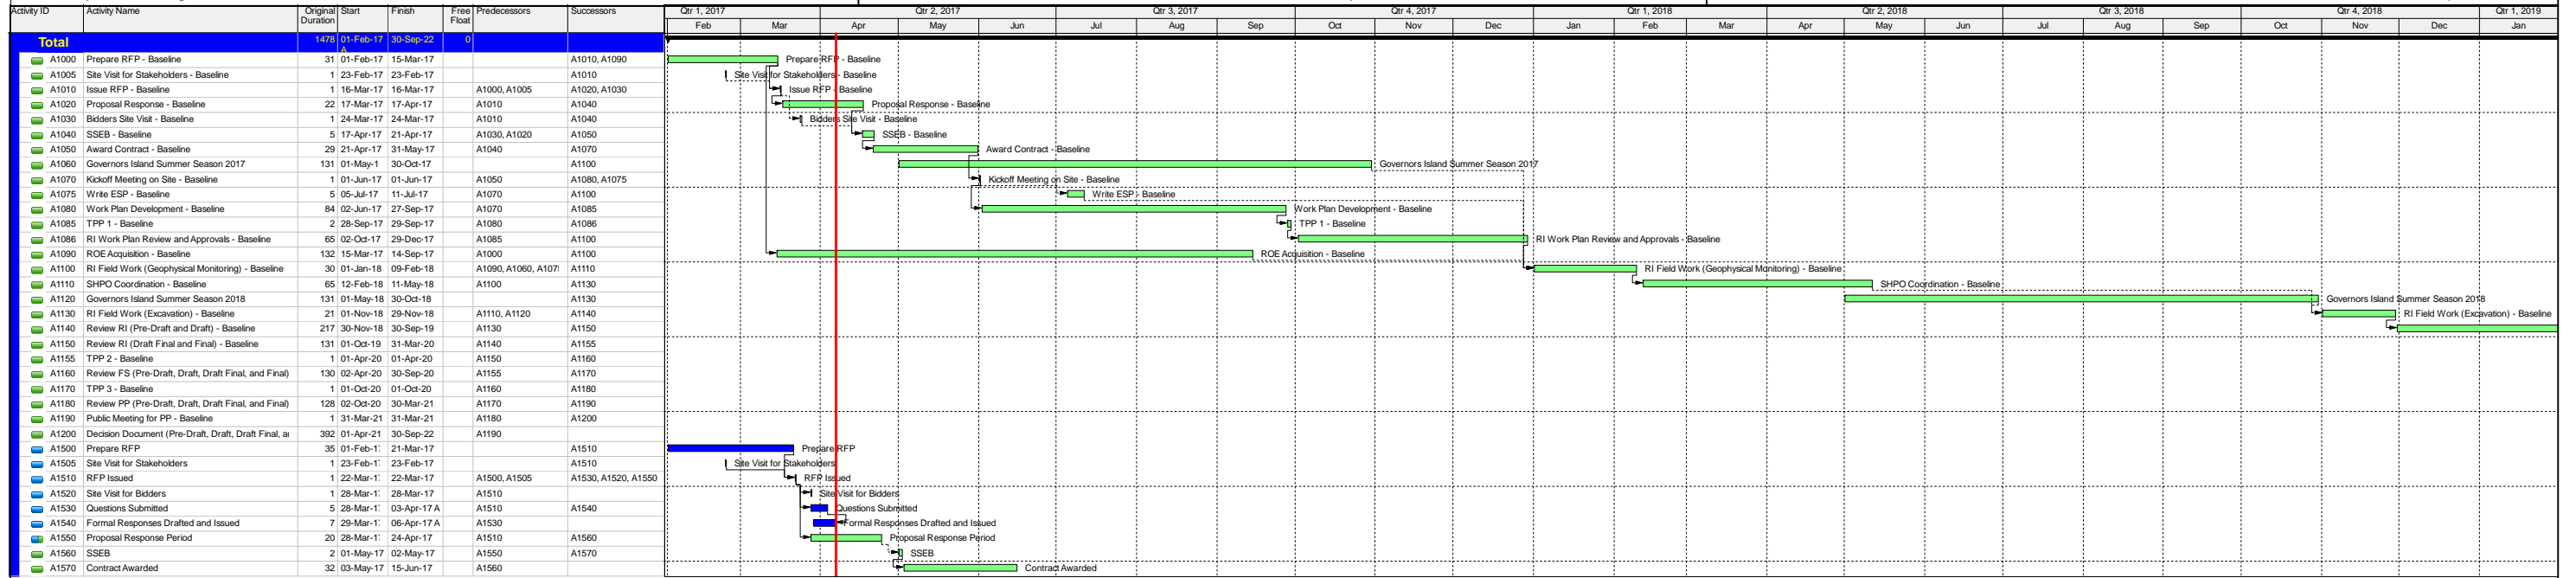 Activity ID Activity Name Original Duration Start Finish Free Float Predecessors Successors Qtr 1, 2017 Qtr 2, 2017 Qtr 3, 2017 Qtr 4, 2017 Qtr 1, 2018 Qtr 2, 2018 Qtr 3, 2018 Qtr 4, 2018 Qtr 1, 2019
Feb Mar Apr May Jun Jul Aug Sep Oct Nov Dec Jan Feb Mar Apr May Jun Jul Aug Sep Oct Nov Dec Jan
Total 1478 01-Feb-17 A 30-Sep-22 0
A1000 Prepare RFP - Baseline 31 01-Feb-17 15-Mar-17 A1010, A1090 Prepare RFP - Baseline
A1005 Site Visit for Stakeholders - Baseline 1 23-Feb-17 23-Feb-17 A1010 Site Visit for Stakeholders - Baseline
A1010 Issue RFP - Baseline 1 16-Mar-17 16-Mar-17 A1000, A1005 A1020, A1030 Issue RFP - Baseline
A1020 Proposal Response - Baseline 22 17-Mar-17 17-Apr-17 A1010 A1040 Proposal Response - Baseline
A1030 Bidders Site Visit - Baseline 1 24-Mar-17 24-Mar-17 A1010 A1040 Bidders Site Visit - Baseline
A1040 SSEB - Baseline 5 17-Apr-17 21-Apr-17 A1030, A1020 A1050 SSEB - Baseline
A1050 Award Contract - Baseline 29 21-Apr-17 31-May-17 A1040 A1070 Award Contract - Baseline
A1060 Governors Island Summer Season 2017 131 01-May-1 30-Oct-17 A1100 Governors Island Summer Season 2017
A1070 Kickoff Meeting on Site - Baseline 1 01-Jun-17 01-Jun-17 A1050 A1080, A1075 Kickoff Meeting on Site - Baseline
A1075 Write ESP - Baseline 5 05-Jul-17 11-Jul-17 A1070 A1100 Write ESP - Baseline
A1080 Work Plan Development - Baseline 84 02-Jun-17 27-Sep-17 A1070 A1085 Work Plan Development - Baseline
A1085 TPP 1 - Baseline 2 28-Sep-17 29-Sep-17 A1080 A1086 TPP 1 - Baseline
A1086 RI Work Plan Review and Approvals - Baseline 65 02-Oct-17 29-Dec-17 A1085 A1100 RI Work Plan Review and Approvals - Baseline
A1090 ROE Acquisition - Baseline 132 15-Mar-17 14-Sep-17 A1000 A1100 ROE Acquisition - Baseline
A1100 RI Field Work (Geophysical Monitoring) - Baseline 30 01-Jan-18 09-Feb-18 A1090, A1060, A107 A1110 RI Field Work (Geophysical Monitoring) - Baseline
A1110 SHPO Coordination - Baseline 65 12-Feb-18 11-May-18 A1100 A1130 SHPO Coordination - Baseline
A1120 Governors Island Summer Season 2018 131 01-May-18 30-Oct-18 A1130 Governors Island Summer Season 2018
A1130 RI Field Work (Excavation) - Baseline 21 01-Nov-18 29-Nov-18 A1110, A1120 A1140 RI Field Work (Excavation) - Baseline
A1140 Review RI (Pre-Draft and Draft) - Baseline 217 30-Nov-18 30-Sep-19 A1130 A1150
A1150 Review RI (Draft Final and Final) - Baseline 131 01-Oct-19 31-Mar-20 A1140 A1155
A1155 TPP 2 - Baseline 1 01-Apr-20 01-Apr-20 A1150 A1160
A1160 Review FS (Pre-Draft, Draft, Draft Final, and Final) 130 02-Apr-20 30-Sep-20 A1155 A1170
A1170 TPP 3 - Baseline 1 01-Oct-20 01-Oct-20 A1160 A1180
A1180 Review PP (Pre-Draft, Draft, Draft Final, and Final) 128 02-Oct-20 30-Mar-21 A1170 A1190
A1190 Public Meeting for PP - Baseline 1 31-Mar-21 31-Mar-21 A1180 A1200
A1200 Decision Document (Pre-Draft, Draft, Draft Final, a 392 01-Apr-21 30-Sep-22 A1190
A1500 Prepare RFP 35 01-Feb-1 21-Mar-17 A1510 Prepare RFP
A1505 Site Visit for Stakeholders 1 23-Feb-1 23-Feb-17 A1510 Site Visit for Stakeholders
A1510 RFP Issued 1 22-Mar-1 22-Mar-17 A1500, A1505 A1530, A1520, A1550 RFP Issued
A1520 Site Visit for Bidders 1 28-Mar-1 28-Mar-17 A1510 Site Visit for Bidders
A1530 Questions Submitted 5 28-Mar-1 03-Apr-17 A A1510 A1540 Questions Submitted
A1540 Formal Responses Drafted and Issued 7 29-Mar-1 06-Apr-17 A A1530 Formal Responses Drafted and Issued
A1550 Proposal Response Period 20 28-Mar-1 24-Apr-17 A1510 A1560 Proposal Response Period
A1560 SSEB 2 01-May-17 02-May-17 A1550 A1570 SSEB
A1570 Contract Awarded 32 03-May-17 15-Jun-17 A1560 Contract Awarded